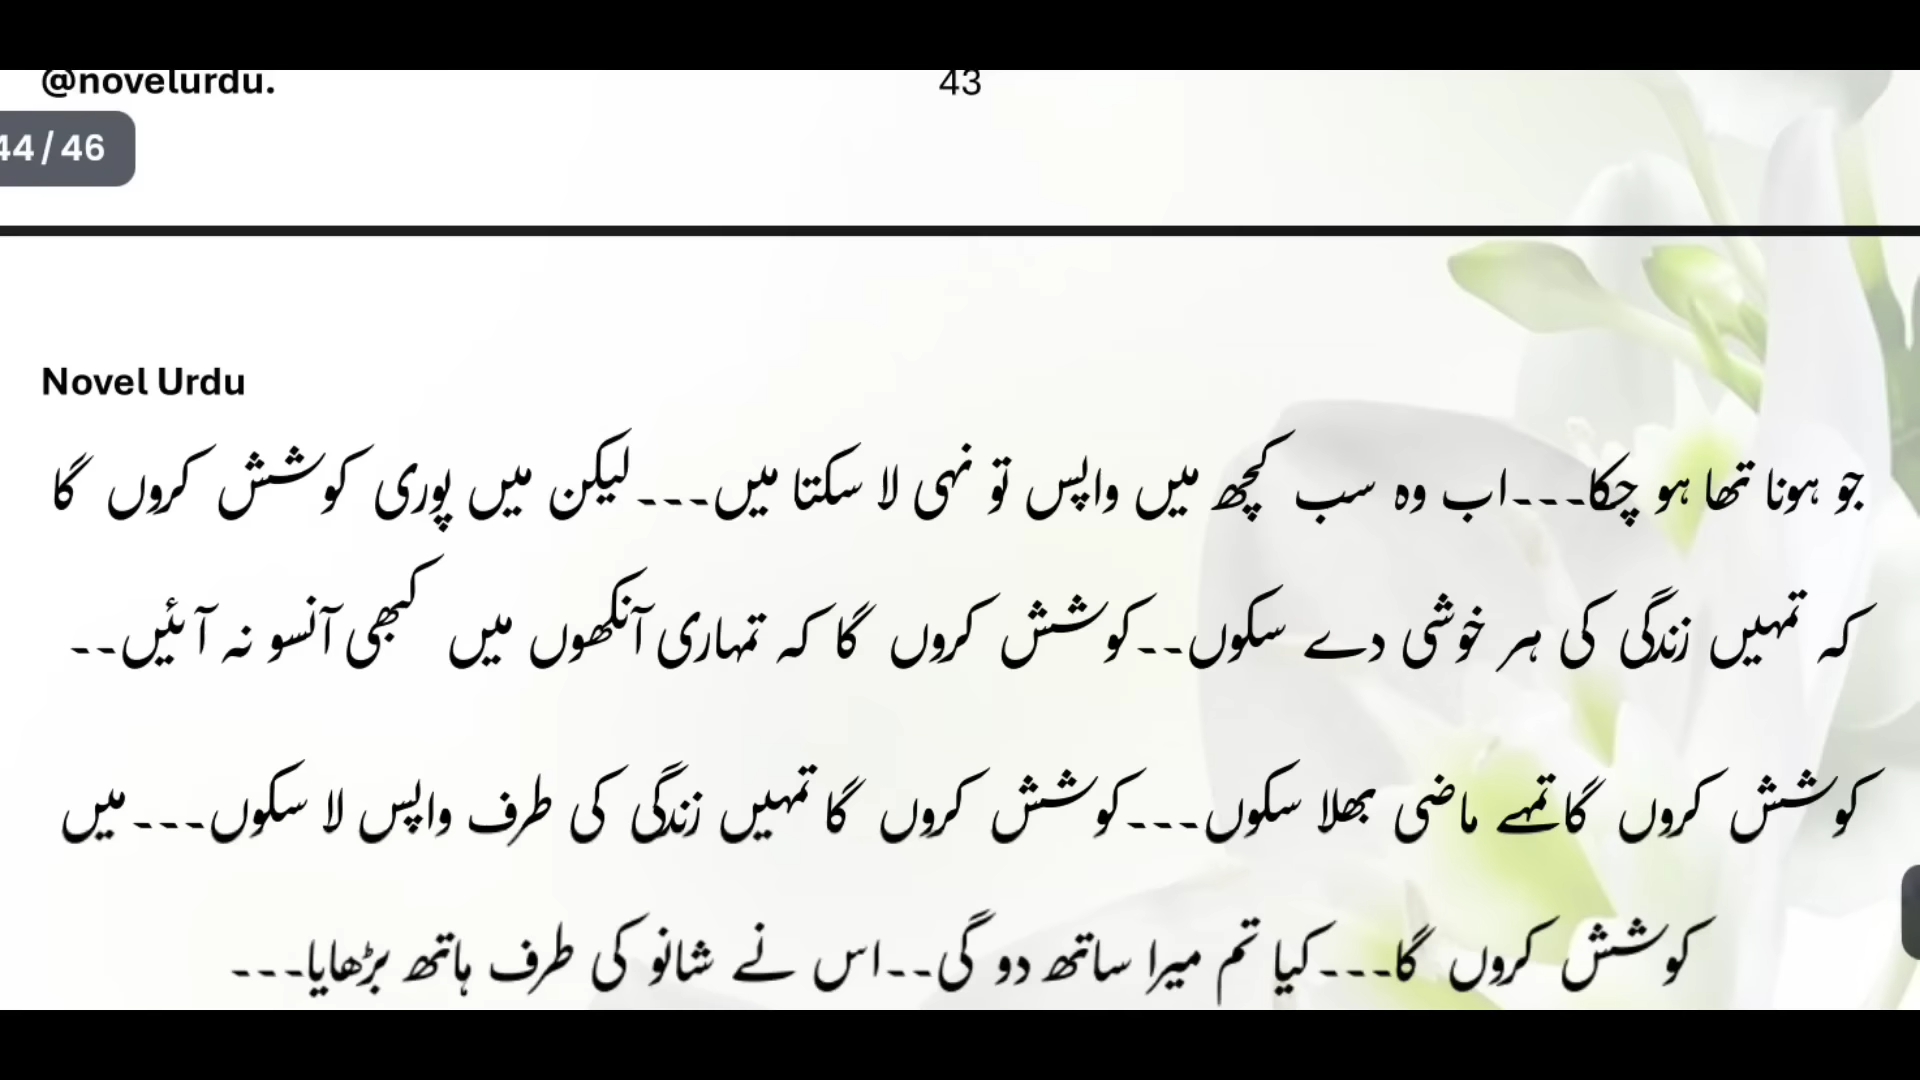 @novelurdu.
43
44/46
Novel Urdu
جو ہونا تھا ہو چکا---اب وہ سب کچھ میں واپس تو نہی لا سکتا میں---لیکن میں پوری کوشش کروں گا
کہ تمہیں زندگی کی ہر خوشی دے سکوں--کوشش کروں گا کہ تمہاری آنکھوں میں کبھی آنسو نہ آئیں--
کوشش کروں گا تمہے ماضی بھلا سکوں---کوشش کروں گا تمہیں زندگی کی طرف واپس لا سکوں---میں
کوشش کروں گا---کیا تم میرا ساتھ دو گی--اس نے شانو کی طرف ہاتھ بڑھایا---